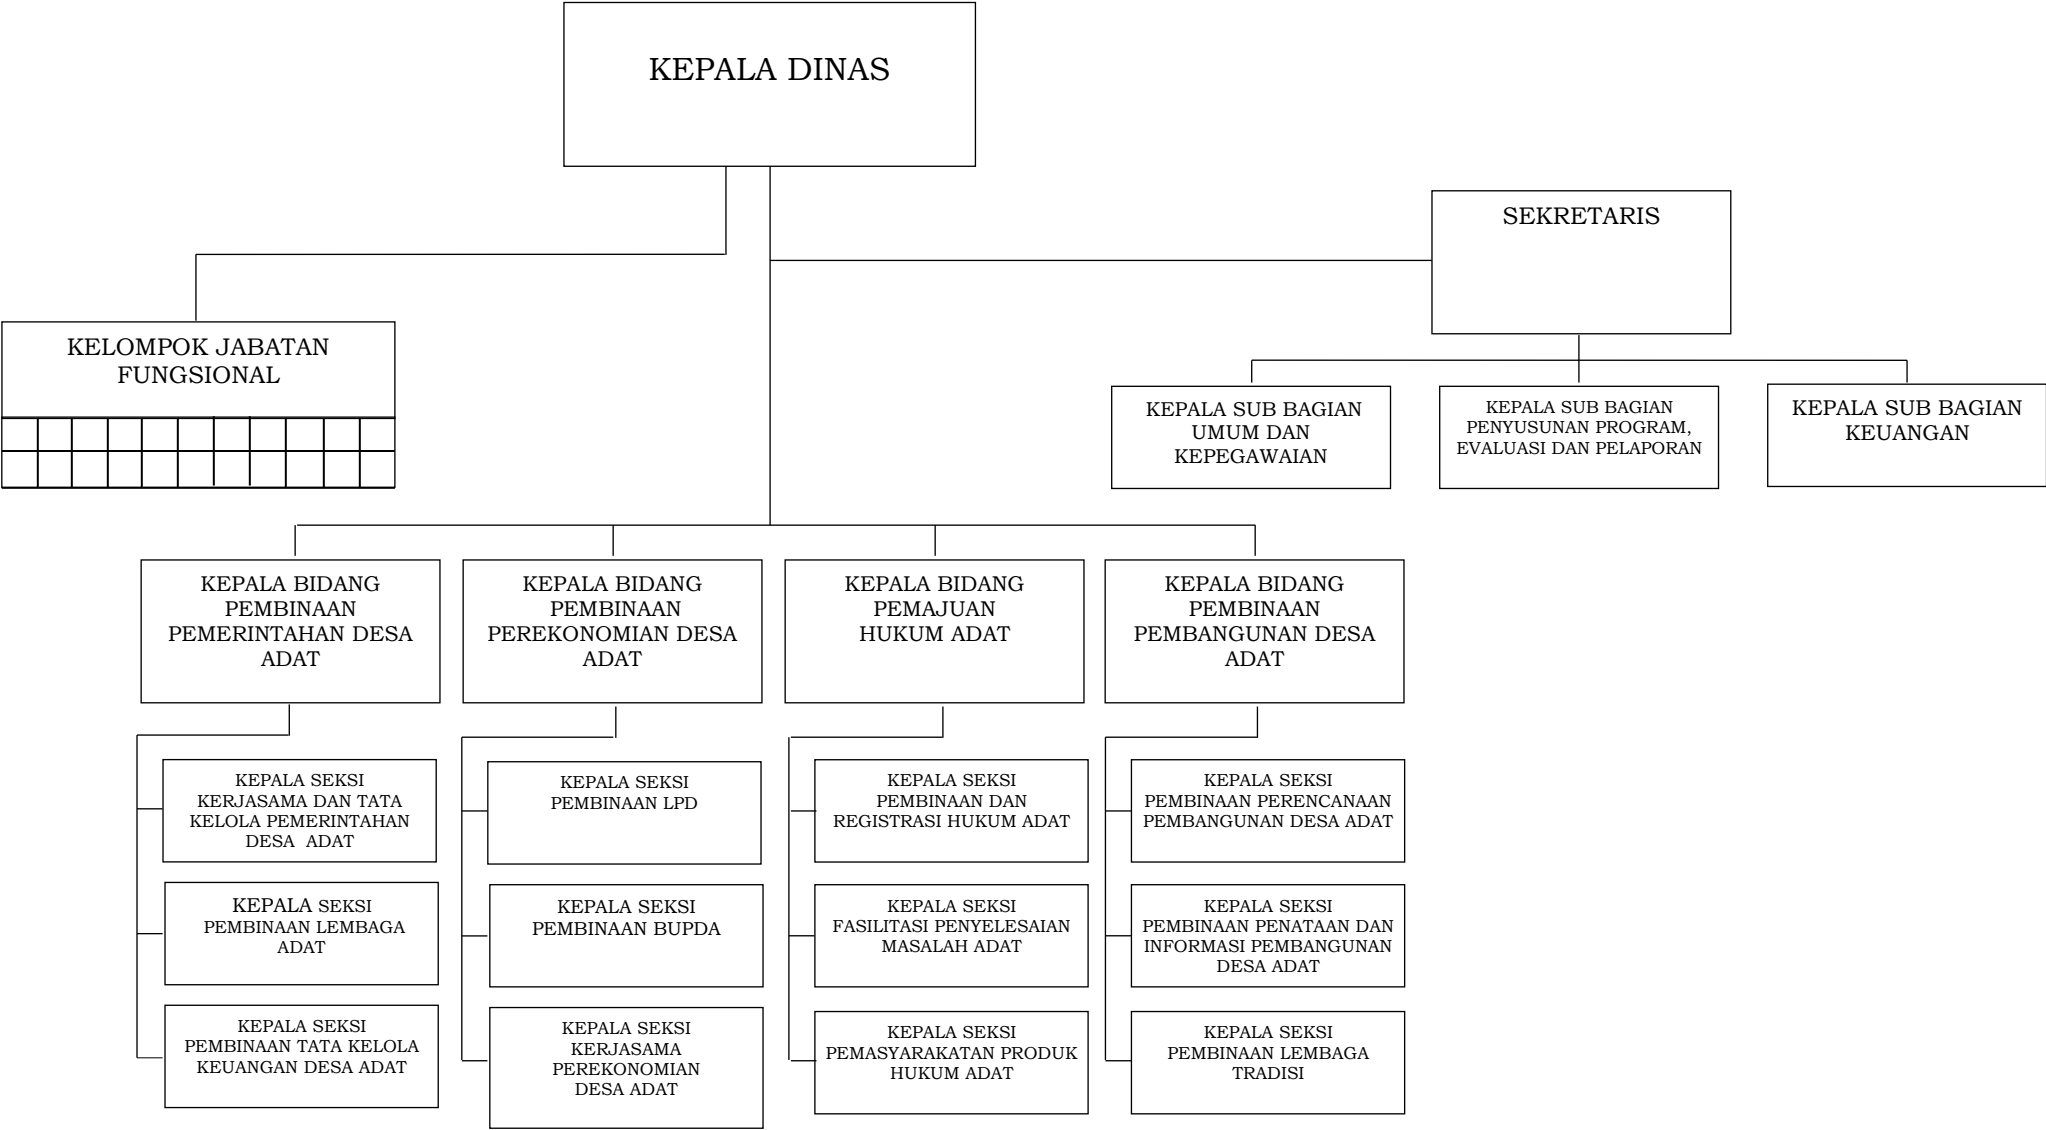 KEPALA DINAS
SEKRETARIS
KELOMPOK JABATAN
FUNGSIONAL
KEPALA SUB BAGIAN
UMUM DAN
KEPEGAWAIAN
KEPALA SUB BAGIAN
PENYUSUNAN PROGRAM,
EVALUASI DAN PELAPORAN
KEPALA SUB BAGIAN
KEUANGAN
KEPALA BIDANG
PEMBINAAN
PEMERINTAHAN DESA
ADAT
KEPALA BIDANG
PEMBINAAN
PEREKONOMIAN DESA
ADAT
KEPALA BIDANG
PEMAJUAN
HUKUM ADAT
KEPALA BIDANG
PEMBINAAN
PEMBANGUNAN DESA
ADAT
KEPALA SEKSI
KERJASAMA DAN TATA
KELOLA PEMERINTAHAN
DESA  ADAT
KEPALA SEKSI
PEMBINAAN LEMBAGA
ADAT
KEPALA SEKSI
PEMBINAAN TATA KELOLA
KEUANGAN DESA ADAT
KEPALA SEKSI
PEMBINAAN LPD
KEPALA SEKSI
PEMBINAAN BUPDA
KEPALA SEKSI
KERJASAMA
PEREKONOMIAN
DESA ADAT
KEPALA SEKSI
PEMBINAAN DAN
REGISTRASI HUKUM ADAT
KEPALA SEKSI
FASILITASI PENYELESAIAN
MASALAH ADAT
KEPALA SEKSI
PEMASYARAKATAN PRODUK
HUKUM ADAT
KEPALA SEKSI
PEMBINAAN PERENCANAAN
PEMBANGUNAN DESA ADAT
KEPALA SEKSI
PEMBINAAN PENATAAN DAN
INFORMASI PEMBANGUNAN
DESA ADAT
KEPALA SEKSI
PEMBINAAN LEMBAGA
TRADISI